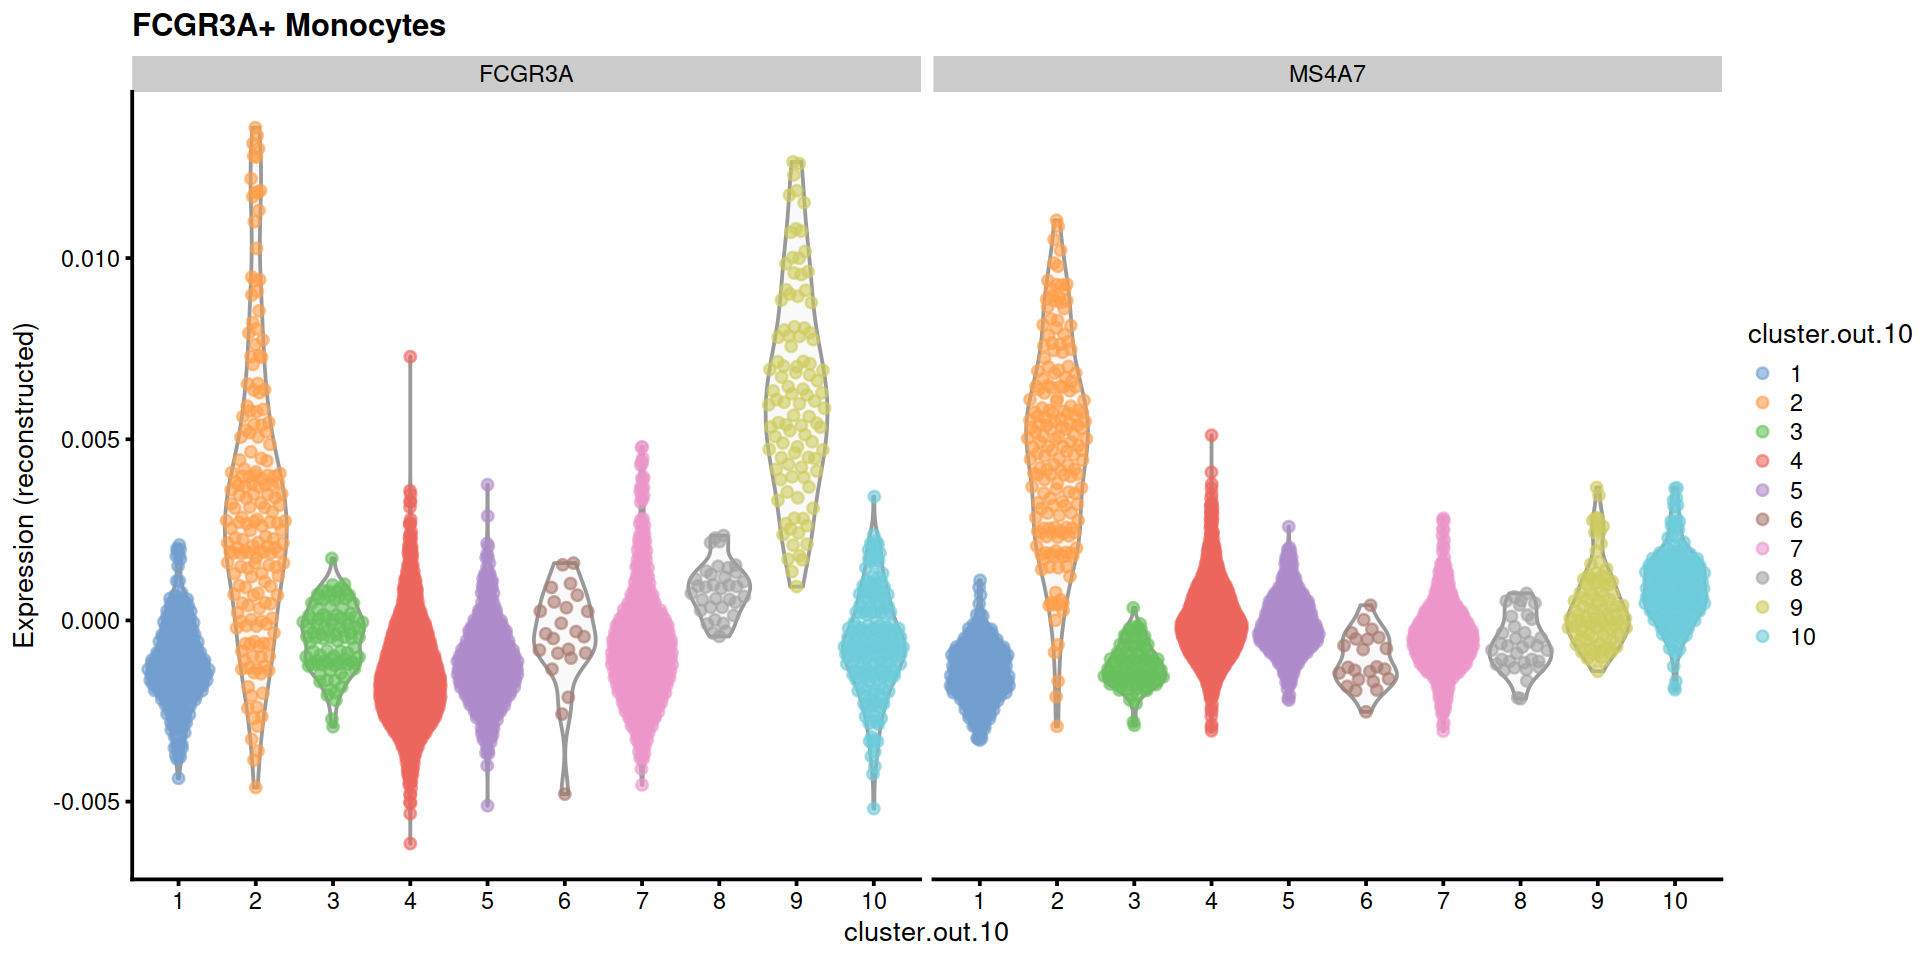 FCGR3A+ Monocytes
FCGR3A
MS4A7
Expression (reconstructed)
0.010
0.005
0.000
-0.005
1 2 3 4 5 6 7 8 9 10
1 2 3 4 5 6 7 8 9 10
cluster.out.10
cluster.out.10
1
2
3
4
5
6
7
8
9
10